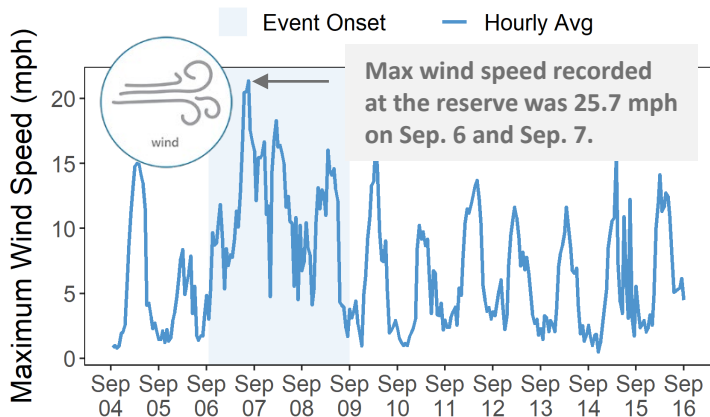 Event Onset
Hourly Avg
Maximum Wind Speed (mph)
wind
Max wind speed recorded
at the reserve was 25.7 mph
on Sep. 6 and Sep. 7.
20
15
10
5
0
Sep Sep Sep Sep Sep Sep Sep Sep Sep Sep Sep Sep Sep
04 05 06 07 08 09 10 11 12 13 14 15 16